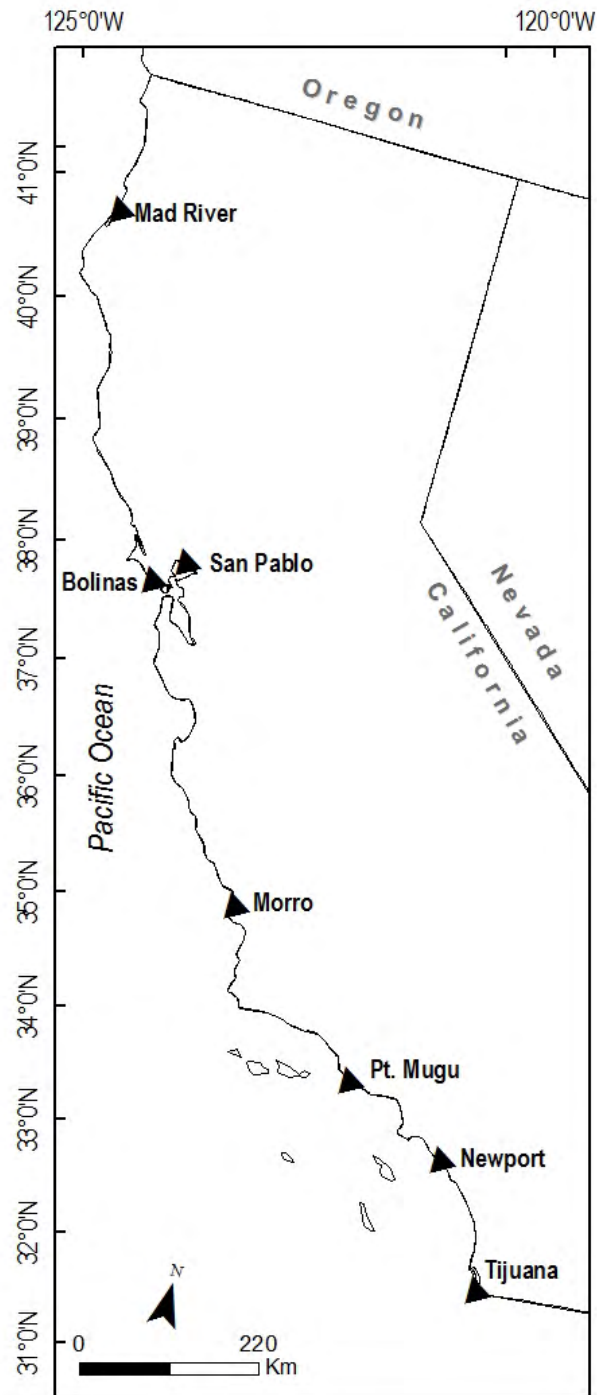 125°0'W
120°0'W
Oregon
41°0'N
Mad River
40°0'N
39°0'N
38°0'N
San Pablo
Bolinas
Nevada
California
37°0'N
Pacific Ocean
36°0'N
35°0'N
Morro
34°0'N
Pt. Mugu
33°0'N
Newport
32°0'N
Tijuana
N
31°0'N
0
220
Km